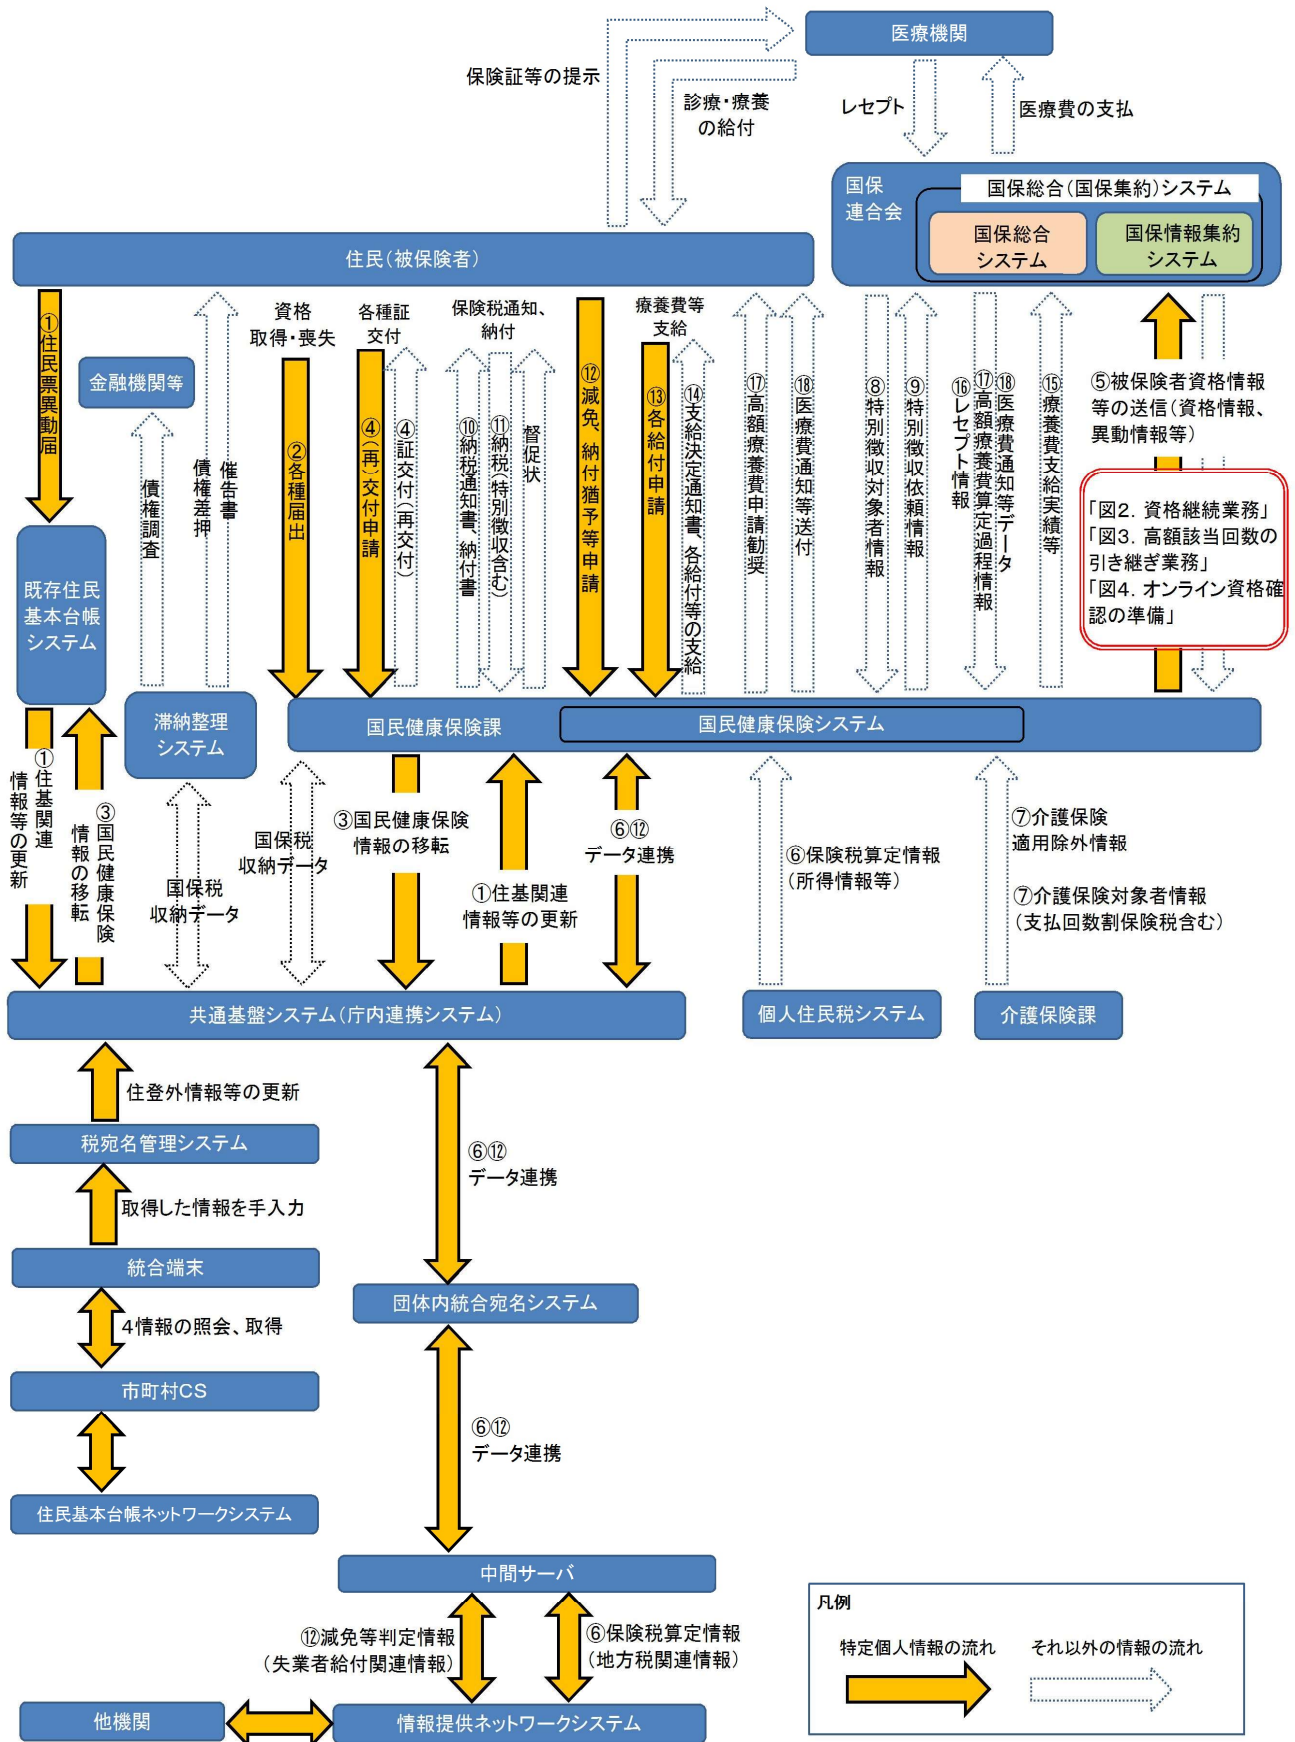 医療機関
保険証等の提示
診療・療養
の給付
レセプト
医療費の支払
国保
連合会
国保総合(国保集約)システム
国保総合
システム
国保情報集約
システム
住民(被保険者)
①住民票異動届
金融機関等
債権調査
催告書
債権差押
資格
取得・喪失
②各種届出
各種証
交付
④(再)交付申請
④証交付(再交付)
保険税通知、
納付
⑩納税通知書、納付書
⑪納税(特別徴収含む)
督促状
⑫減免、納付猶予等申請
療養費等
支給
⑬各給付申請
⑭支給決定通知書、各給付等の支給
⑰高額療養費申請勧奨
⑱医療費通知等送付
⑧特別徴収対象者情報
⑨特別徴収依頼情報
⑯レセプト情報
⑰高額療養費算定過程情報
⑱医療費通知等データ
⑮療養費支給実績等
⑤被保険者資格情報
等の送信(資格情報、
異動情報等)
「図2．資格継続業務」
「図3．高額該当回数の
引き継ぎ業務」
「図4．オンライン資格確
認の準備」
既存住民
基本台帳
システム
滞納整理
システム
国民健康保険課
国民健康保険システム
①住基関連
情報等の更新
③国民健康保険
情報の移転
国保税
収納データ
国保税
収納データ
③国民健康保険
情報の移転
①住基関連
情報等の更新
⑥⑫
データ連携
⑥保険税算定情報
(所得情報等)
⑦介護保険
適用除外情報
⑦介護保険対象者情報
(支払回数割保険税含む)
共通基盤システム(庁内連携システム)
個人住民税システム
介護保険課
住登外情報等の更新
税宛名管理システム
取得した情報を手入力
統合端末
4情報の照会、取得
市町村CS
住民基本台帳ネットワークシステム
⑥⑫
データ連携
団体内統合宛名システム
⑥⑫
データ連携
中間サーバ
⑫減免等判定情報
(失業者給付関連情報)
⑥保険税算定情報
(地方税関連情報)
他機関
情報提供ネットワークシステム
凡例
特定個人情報の流れ
それ以外の情報の流れ